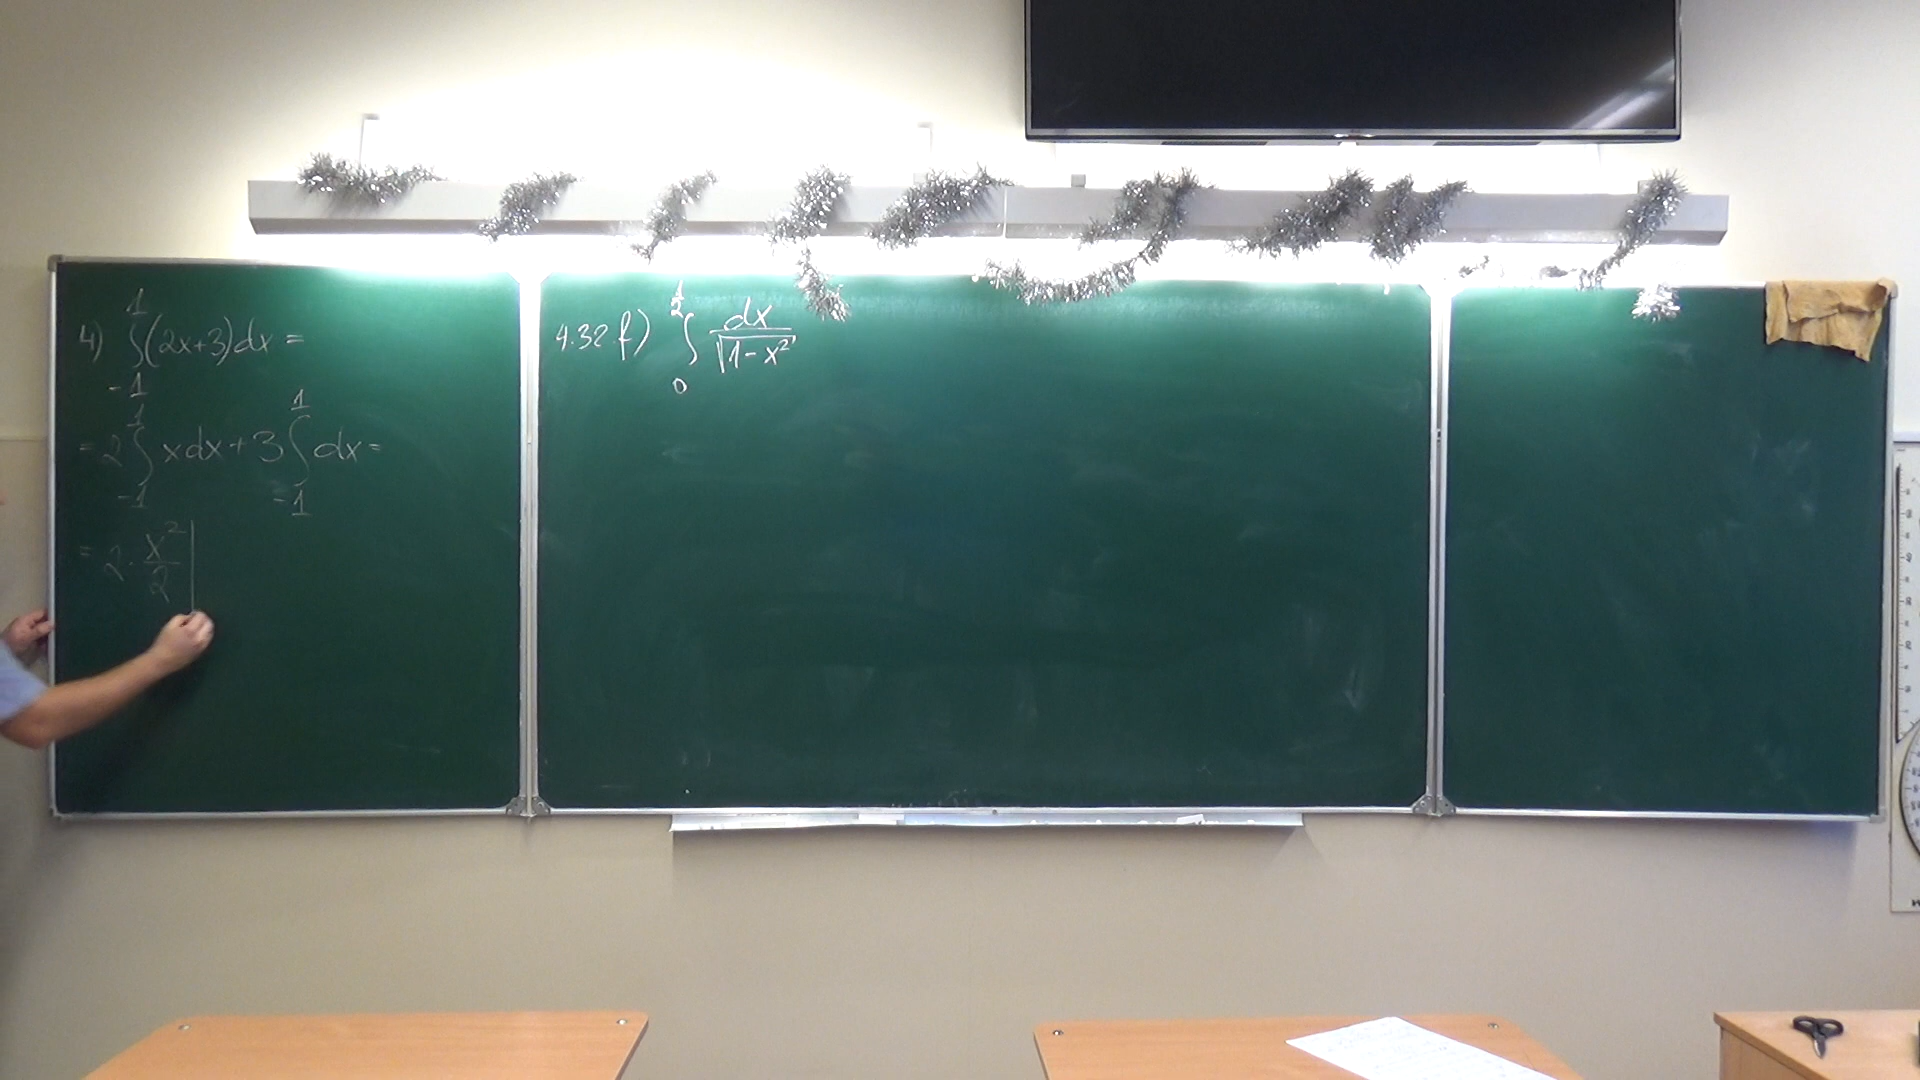 4) ∫₋₁¹ (2x+3)dx =
= 2 ∫₋₁¹ xdx + 3 ∫₋₁¹ dx =
= 2 · x²/2 |
4.32.f) ∫₀^(1/2) dx/√(1-x²)